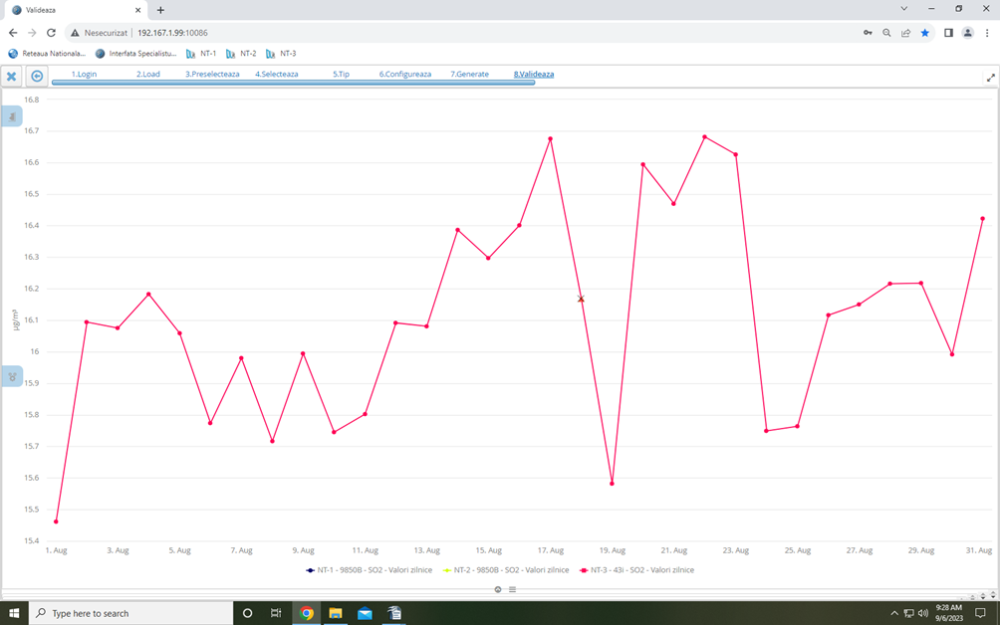 Valideaza
Nesecurizat | 192.167.1.99:10086
Reteaua Nationala... Interfata Specialistu... NT-1 NT-2 NT-3
1.Login 2.Load 3.Preselecteaza 4.Selecteaza 5.Tip 6.Configureaza 7.Generate 8.Valideaza
16.8
16.7
16.6
16.5
16.4
16.3
16.2
16.1
16
15.9
15.8
15.7
15.6
15.5
15.4
µg/m³
1. Aug 3. Aug 5. Aug 7. Aug 9. Aug 11. Aug 13. Aug 15. Aug 17. Aug 19. Aug 21. Aug 23. Aug 25. Aug 27. Aug 29. Aug 31. Aug
NT-1 - 9850B - SO2 - Valori zilnice NT-2 - 9850B - SO2 - Valori zilnice NT-3 - 43i - SO2 - Valori zilnice
Type here to search
9:28 AM
9/6/2023